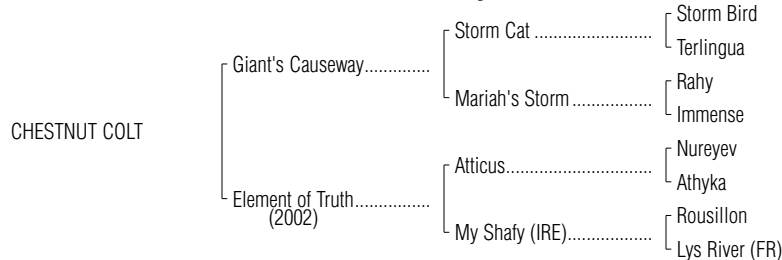 Storm Bird
Storm Cat ........................
Terlingua
Giant's Causeway..............
Rahy
Mariah's Storm ................
Immense
CHESTNUT COLT
Nureyev
Atticus..............................
Athyka
Element of Truth................
(2002)
Rousillon
My Shafy (IRE)..................
Lys River (FR)